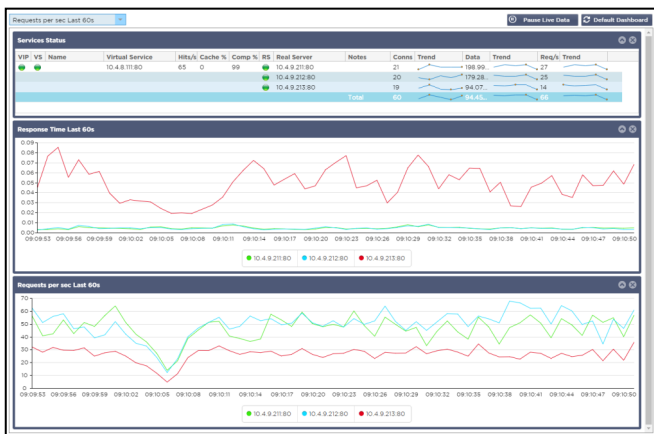 Requests per sec Last 60s Pause Live Data Default Dashboard
Services Status
VIP VS Name Virtual Service Hits/s Cache % Comp % RS Real Server Notes Conns Trend Data Trend Req/s Trend
10.4.8.111:80 65 0 99 10.4.9.211:80 21 198.99... 27
10.4.9.212:80 20 179.28... 25
10.4.9.213:80 19 94.07... 14
Total 60 94.45... 66
Response Time Last 60s
0.09
0.08
0.07
0.06
0.05
0.04
0.03
0.02
0.01
0.00
09:09:53 09:09:56 09:09:59 09:10:02 09:10:05 09:10:08 09:10:11 09:10:14 09:10:17 09:10:20 09:10:23 09:10:26 09:10:29 09:10:32 09:10:35 09:10:38 09:10:41 09:10:44 09:10:47 09:10:50
10.4.9.211:80 10.4.9.212:80 10.4.9.213:80
Requests per sec Last 60s
70
60
50
40
30
20
10
0
09:09:53 09:09:56 09:09:59 09:10:02 09:10:05 09:10:08 09:10:11 09:10:14 09:10:17 09:10:20 09:10:23 09:10:26 09:10:29 09:10:32 09:10:35 09:10:38 09:10:41 09:10:44 09:10:47 09:10:50
10.4.9.211:80 10.4.9.212:80 10.4.9.213:80